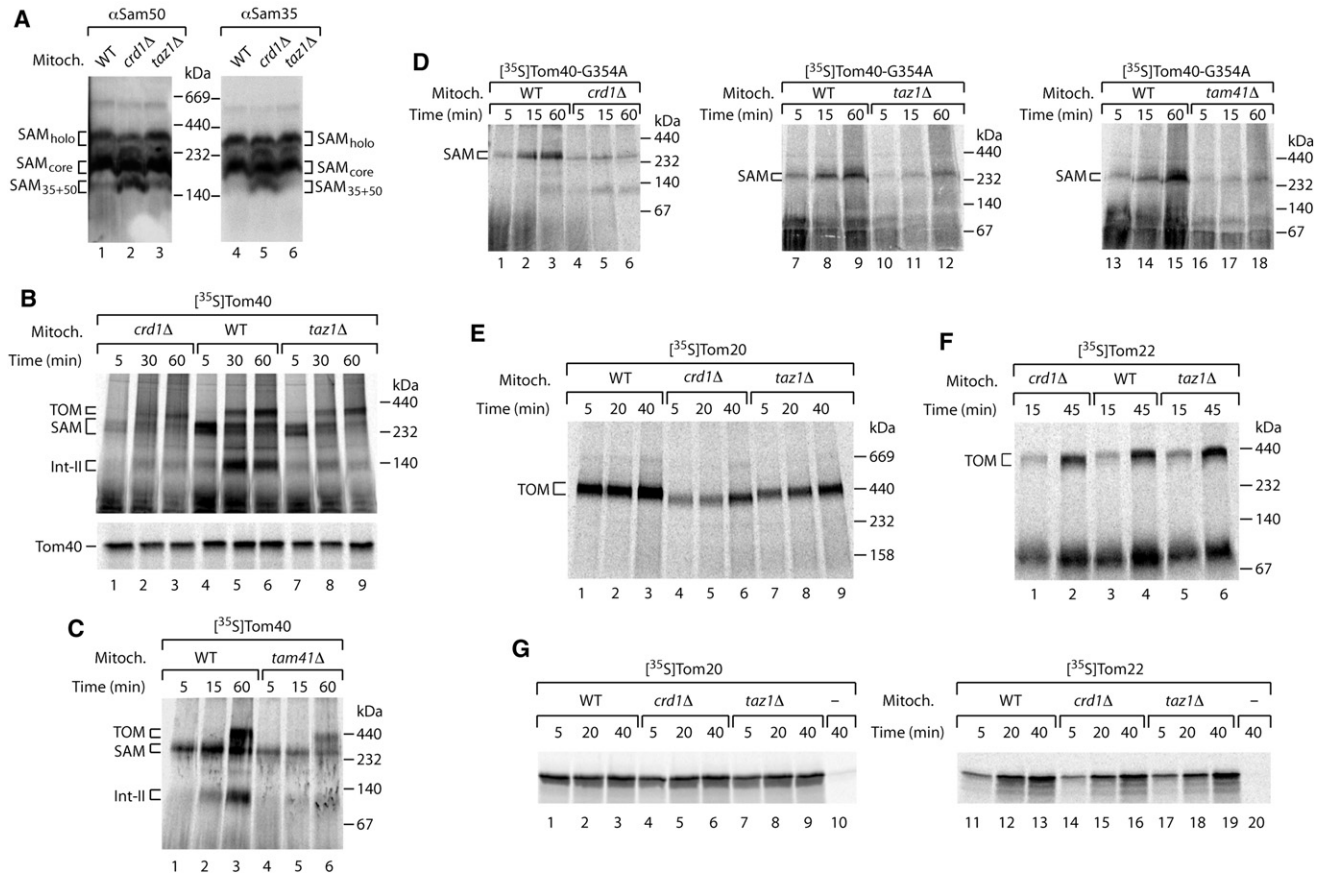 A
αSam50
αSam35
Mitoch.
WT
crd1Δ
taz1Δ
kDa
WT
crd1Δ
taz1Δ
669
440
232
140
SAMholo
SAMcore
SAM35+50
SAMholo
SAMcore
SAM35+50
1 2 3 4 5 6
B
[35S]Tom40
Mitoch.
crd1Δ WT taz1Δ
Time (min) 5 30 60 5 30 60 5 30 60
kDa
TOM
SAM
Int-II
440
232
140
Tom40
1 2 3 4 5 6 7 8 9
C
[35S]Tom40
Mitoch. WT tam41Δ
Time (min) 5 15 60 5 15 60
kDa
TOM
SAM
Int-II
440
232
140
67
1 2 3 4 5 6
D
[35S]Tom40-G354A
Mitoch. WT crd1Δ
Time (min) 5 15 60 5 15 60
kDa
SAM
440
232
140
67
1 2 3 4 5 6
[35S]Tom40-G354A
Mitoch. WT taz1Δ
Time (min) 5 15 60 5 15 60
kDa
SAM
440
232
140
67
7 8 9 10 11 12
[35S]Tom40-G354A
Mitoch. WT tam41Δ
Time (min) 5 15 60 5 15 60
kDa
SAM
440
232
140
67
13 14 15 16 17 18
E
[35S]Tom20
Mitoch. WT crd1Δ taz1Δ
Time (min) 5 20 40 5 20 40 5 20 40
kDa
TOM
669
440
232
158
1 2 3 4 5 6 7 8 9
F
[35S]Tom22
Mitoch. crd1Δ WT taz1Δ
Time (min) 15 45 15 45 15 45
kDa
TOM
440
232
140
67
1 2 3 4 5 6
G
[35S]Tom20
Mitoch. WT crd1Δ taz1Δ –
Time (min) 5 20 40 5 20 40 5 20 40 40
1 2 3 4 5 6 7 8 9 10
[35S]Tom22
Mitoch. WT crd1Δ taz1Δ –
Time (min) 5 20 40 5 20 40 5 20 40 40
11 12 13 14 15 16 17 18 19 20